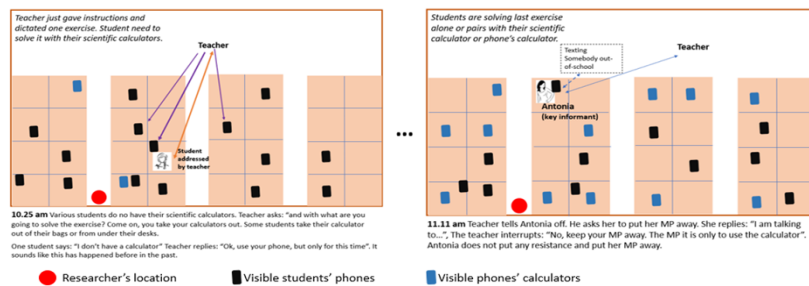 Teacher just gave instructions and
dictated one exercise. Student need to
solve it with their scientific calculators.
Teacher
Student
addressed
by teacher
10.25 am Various students do no have their scientific calculators. Teacher asks: "and with what are you
going to solve the exercise? Come on, you take your calculators out. Some students take their calculator
out of their bags or from under their desks.
One student says: "I don't have a calculator" Teacher replies: "Ok, use your phone, but only for this time". It
sounds like this has happened before in the past.
...
Students are solving last exercise
alone or pairs with their scientific
calculator or phone's calculator.
Texting
Somebody out-
of-school
Teacher
Antonia
(key informant)
11.11 am Teacher tells Antonia off. He asks her to put her MP away. She replies: "I am talking
to...", The teacher interrupts: "No, keep your MP away. The MP it is only to use the calculator".
Antonia does not put any resistance and put her MP away.
Researcher's location
Visible students' phones
Visible phones' calculators